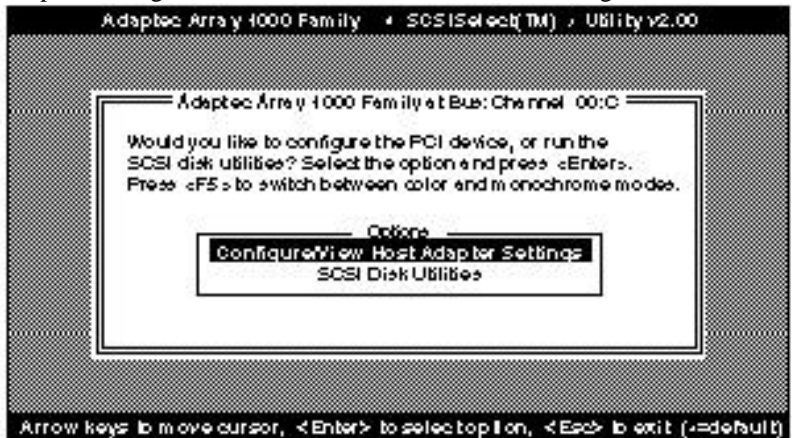 Adaptec Array 1000 Family SCSISelect(TM) Utility v2.00
Adaptec Array 1000 Family at Bus:Channel 00:C
Would you like to configure the PCI device, or run the
SCSI disk utilities? Select the option and press <Enter>.
Press <F5> to switch between color and monochrome modes.
Options
Configure/View Host Adapter Settings
SCSI Disk Utilities
Arrow keys to move cursor, <Enter> to select option, <Esc> to exit (*=default)